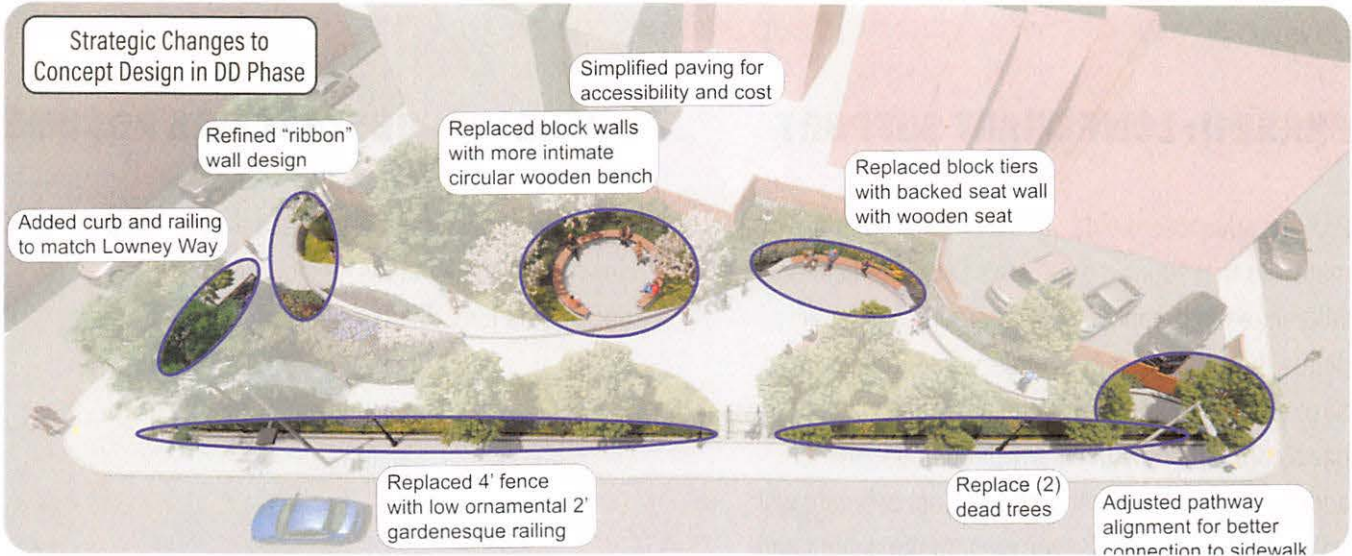 Strategic Changes to
Concept Design in DD Phase
Simplified paving for
accessibility and cost
Refined "ribbon"
wall design
Replaced block walls
with more intimate
circular wooden bench
Replaced block tiers
with backed seat wall
with wooden seat
Added curb and railing
to match Lowney Way
Replaced 4' fence
with low ornamental 2'
gardenesque railing
Replace (2)
dead trees
Adjusted pathway
alignment for better
connection to sidewalk